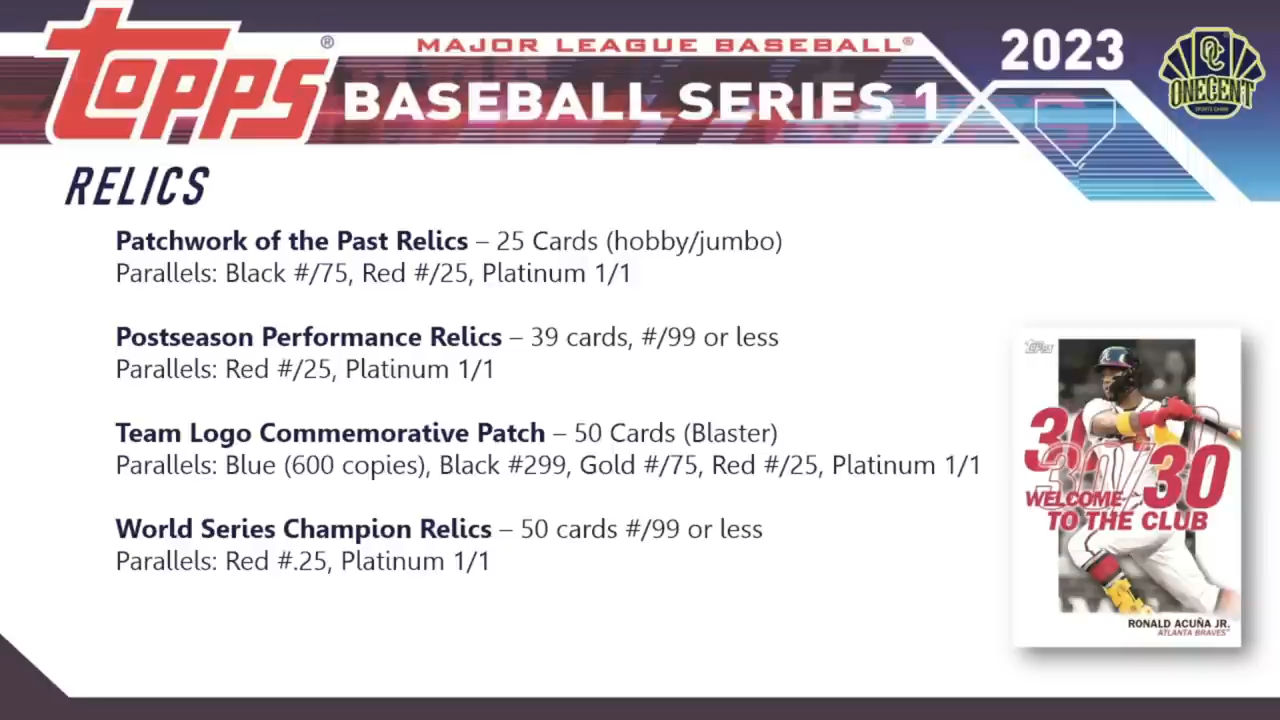 topps®
MAJOR LEAGUE BASEBALL®
BASEBALL SERIES 1
2023
OC
ONECENT
SPORTS CARDS
RELICS
Patchwork of the Past Relics – 25 Cards (hobby/jumbo)
Parallels: Black #/75, Red #/25, Platinum 1/1
Postseason Performance Relics – 39 cards, #/99 or less
Parallels: Red #/25, Platinum 1/1
Team Logo Commemorative Patch – 50 Cards (Blaster)
Parallels: Blue (600 copies), Black #299, Gold #/75, Red #/25, Platinum 1/1
World Series Champion Relics – 50 cards #/99 or less
Parallels: Red #.25, Platinum 1/1
topps
30/30
WELCOME
TO THE CLUB
RONALD ACUÑA JR.
ATLANTA BRAVES™